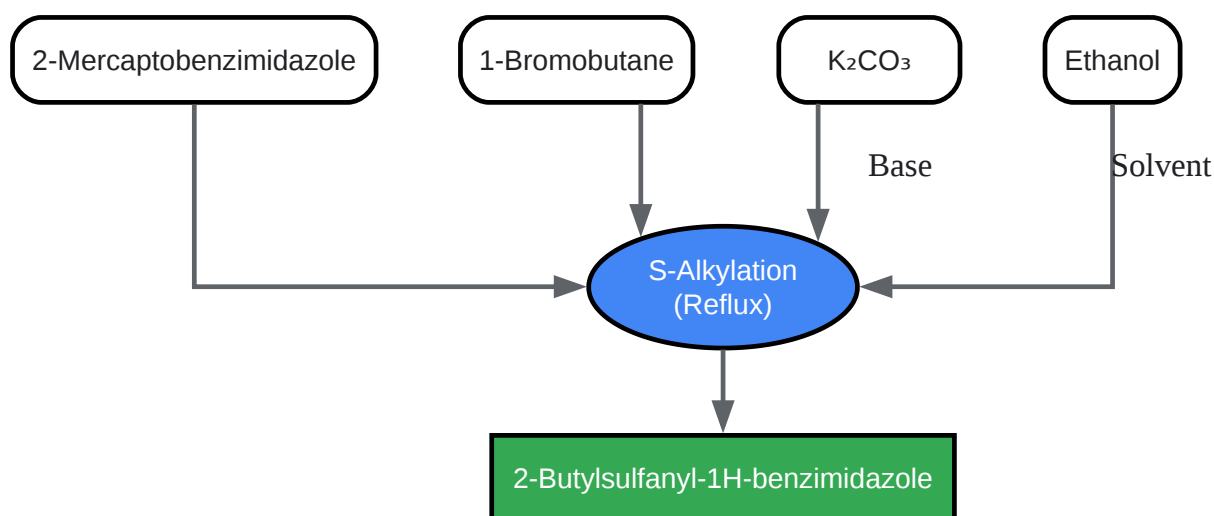 2-Mercaptobenzimidazole
1-Bromobutane
K₂CO₃
Ethanol
Base
Solvent
S-Alkylation
(Reflux)
2-Butylsulfanyl-1H-benzimidazole